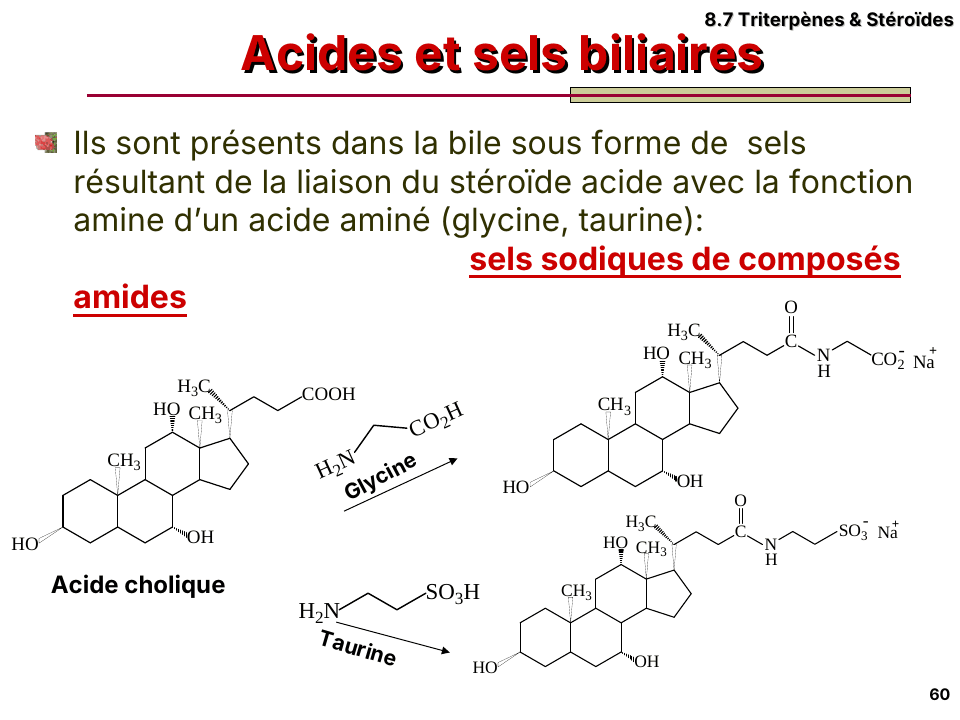 8.7 Triterpènes & Stéroïdes
Acides et sels biliaires
Ils sont présents dans la bile sous forme de  sels
résultant de la liaison du stéroïde acide avec la fonction
amine d’un acide aminé (glycine, taurine):
sels sodiques de composés
amides
O
H3C
C
HO
CH3
N
H
CO2- Na+
CH3
HO
OH
H3C
COOH
HO
CH3
CH3
HO
OH
Acide cholique
H2N
CO2H
Glycine
O
H3C
C
HO
CH3
N
H
SO3- Na+
CH3
HO
OH
H2N
SO3H
Taurine
60